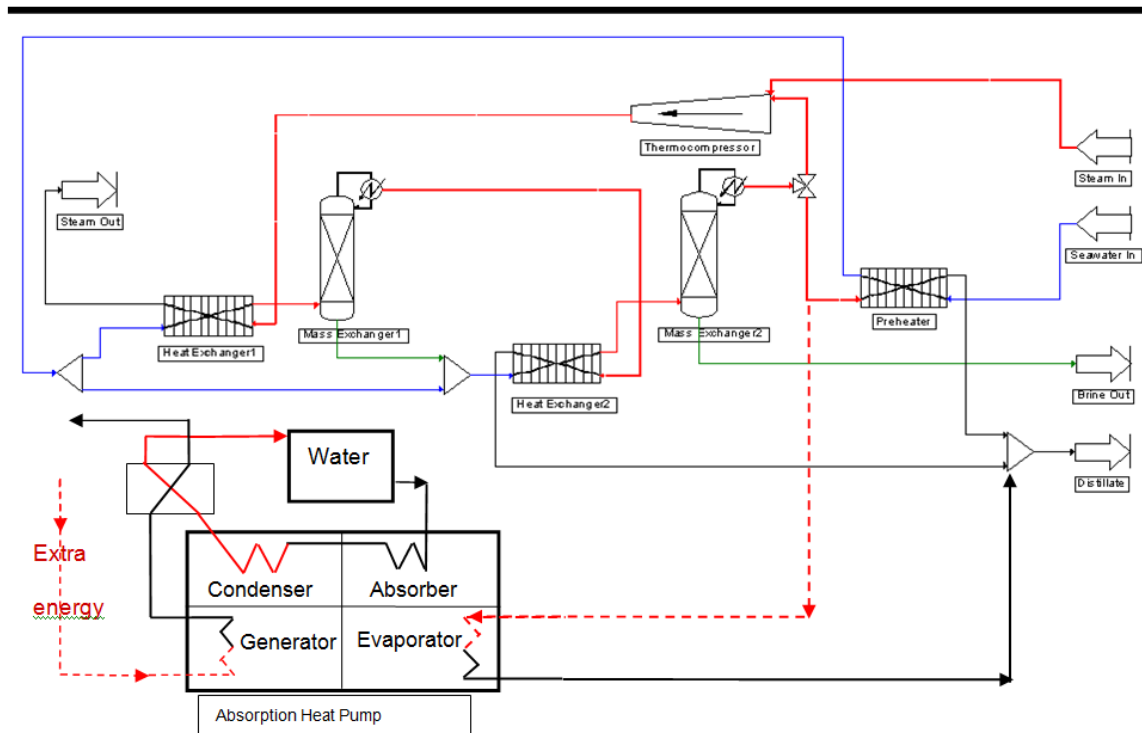 Thermocompressor
Steam In
Steam Out
Seawater In
Mass Exchanger1
Mass Exchanger2
Preheater
Heat Exchanger1
Heat Exchanger2
Brine Out
Distillate
Water
Extra
energy
Condenser
Absorber
Generator
Evaporator
Absorption Heat Pump